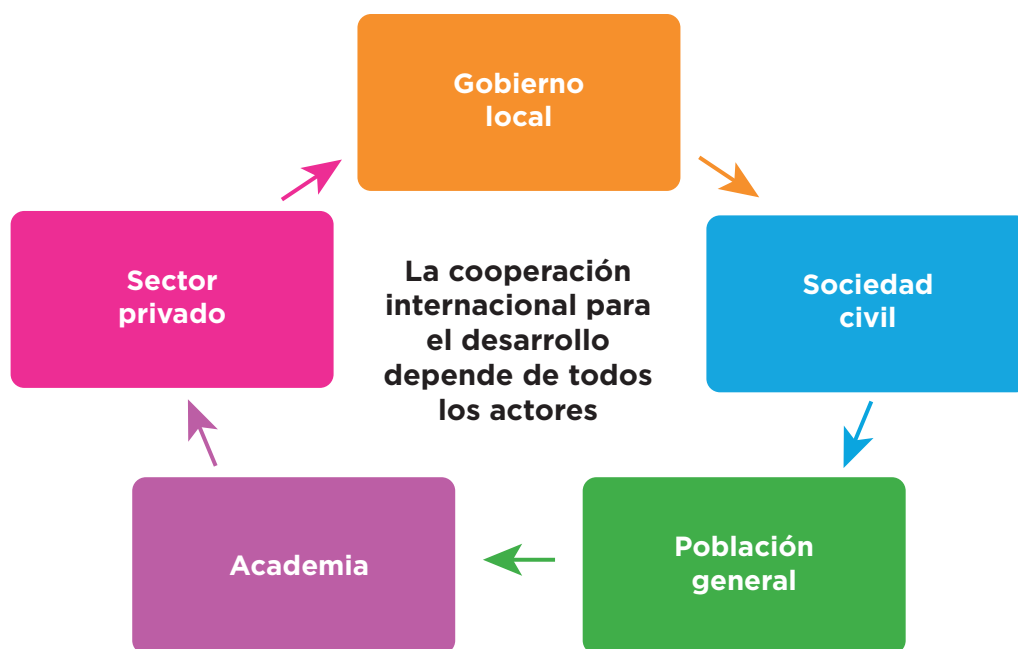 Gobierno
local
Sector
privado
La cooperación
internacional para
el desarrollo
depende de todos
los actores
Sociedad
civil
Academia
Población
general